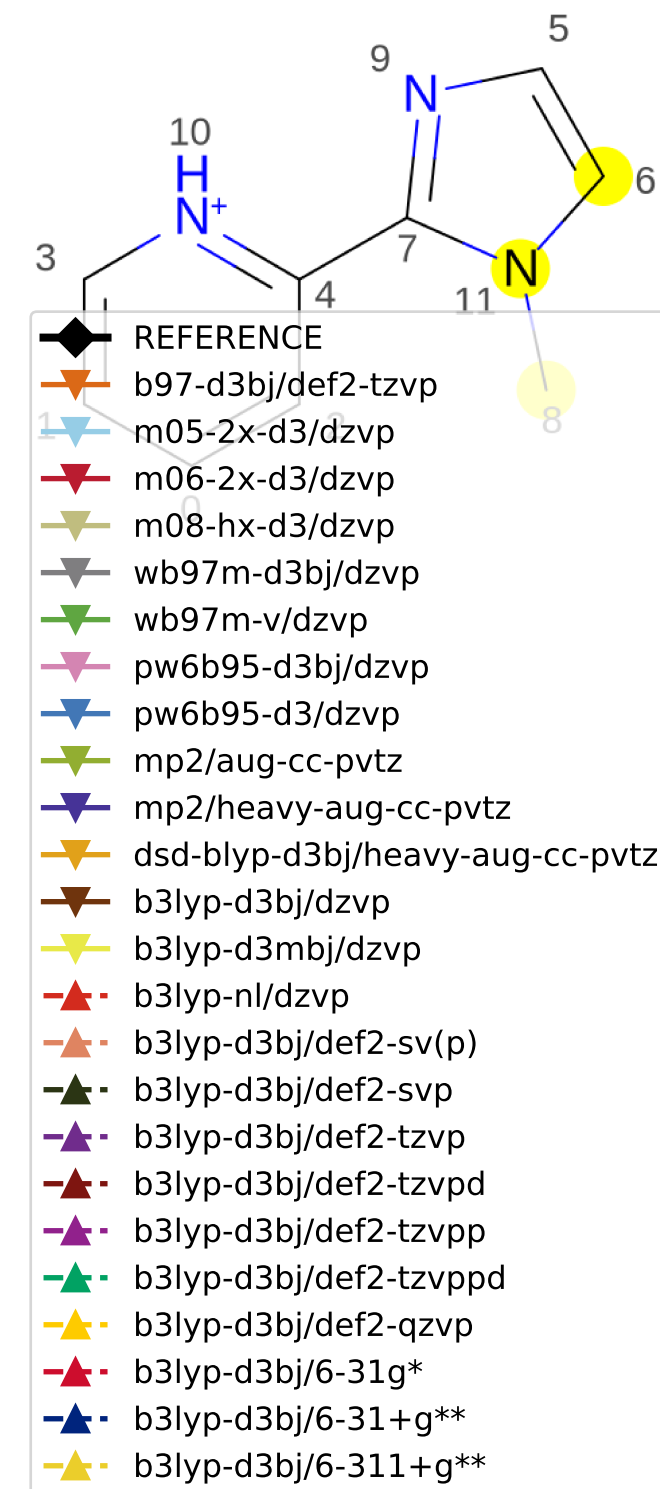 5
9
N
10
H
N+
6
3
7
N
4
11
REFERENCE
b97-d3bj/def2-tzvp
1
2
m05-2x-d3/dzvp
8
m06-2x-d3/dzvp
0
m08-hx-d3/dzvp
wb97m-d3bj/dzvp
wb97m-v/dzvp
pw6b95-d3bj/dzvp
pw6b95-d3/dzvp
mp2/aug-cc-pvtz
mp2/heavy-aug-cc-pvtz
dsd-blyp-d3bj/heavy-aug-cc-pvtz
b3lyp-d3bj/dzvp
b3lyp-d3mbj/dzvp
b3lyp-nl/dzvp
b3lyp-d3bj/def2-sv(p)
b3lyp-d3bj/def2-svp
b3lyp-d3bj/def2-tzvp
b3lyp-d3bj/def2-tzvpd
b3lyp-d3bj/def2-tzvpp
b3lyp-d3bj/def2-tzvppd
b3lyp-d3bj/def2-qzvp
b3lyp-d3bj/6-31g*
b3lyp-d3bj/6-31+g**
b3lyp-d3bj/6-311+g**